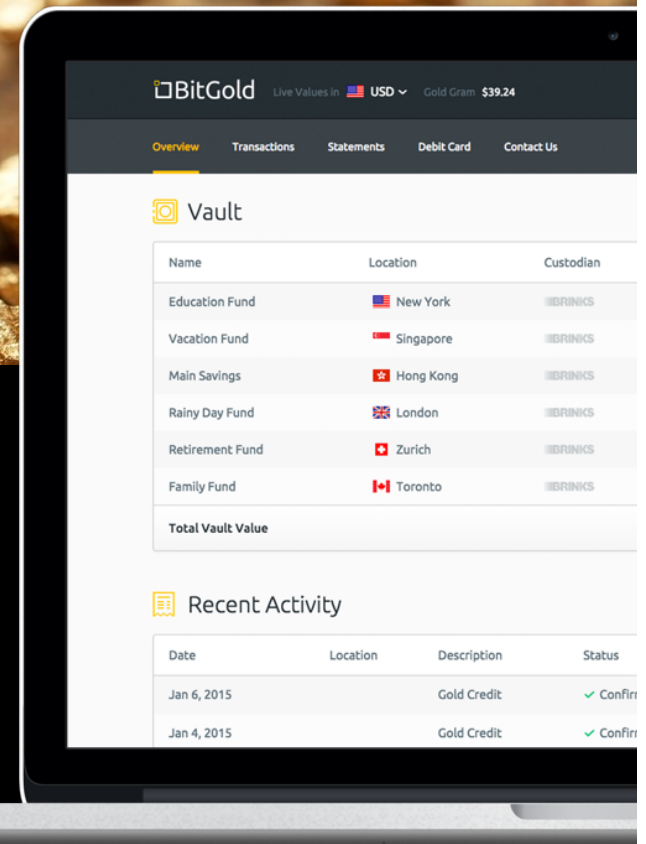 BitGold Live Values in USD Gold Gram $39.24
Overview Transactions Statements Debit Card Contact Us
Vault
Name Location Custodian
Education Fund New York BRINKS
Vacation Fund Singapore BRINKS
Main Savings Hong Kong BRINKS
Rainy Day Fund London BRINKS
Retirement Fund Zurich BRINKS
Family Fund Toronto BRINKS
Total Vault Value
Recent Activity
Date Location Description Status
Jan 6, 2015 Gold Credit Confir
Jan 4, 2015 Gold Credit Confir